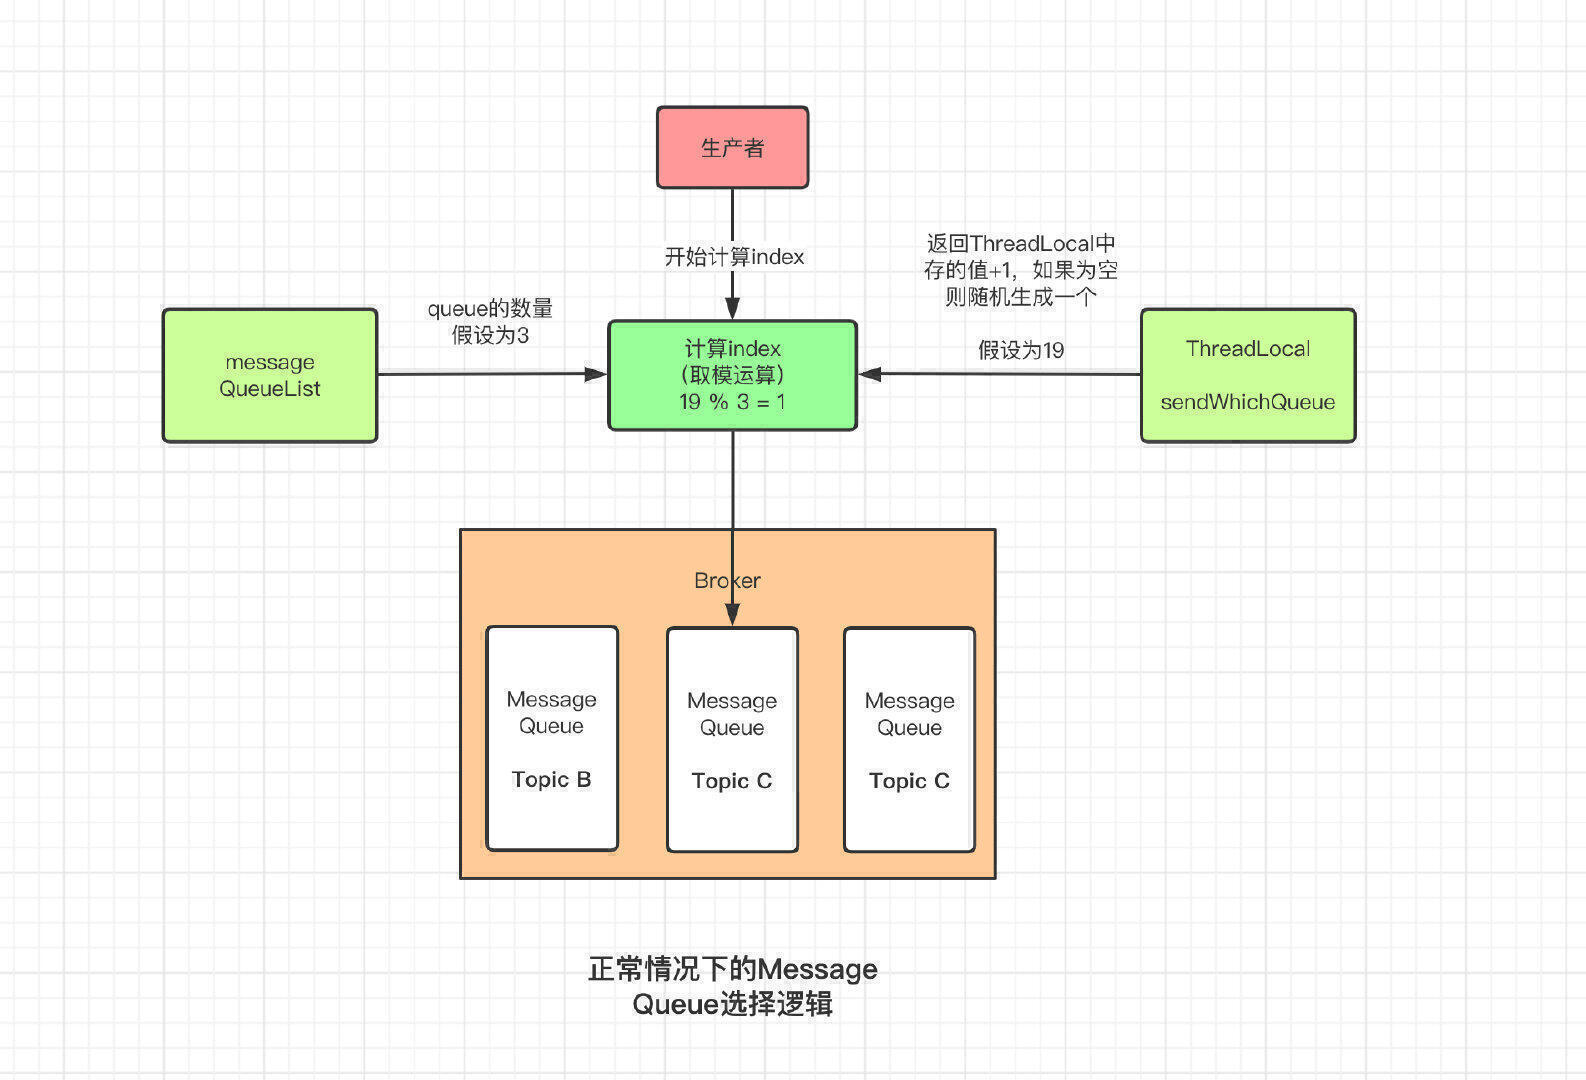 生产者
开始计算index
返回ThreadLocal中
存的值+1，如果为空
则随机生成一个
queue的数量
假设为3
message
QueueList
计算index
（取模运算）
19 % 3 = 1
假设为19
ThreadLocal
sendWhichQueue
Broker
Message
Queue
Topic B
Message
Queue
Topic C
Message
Queue
Topic C
正常情况下的Message
Queue选择逻辑